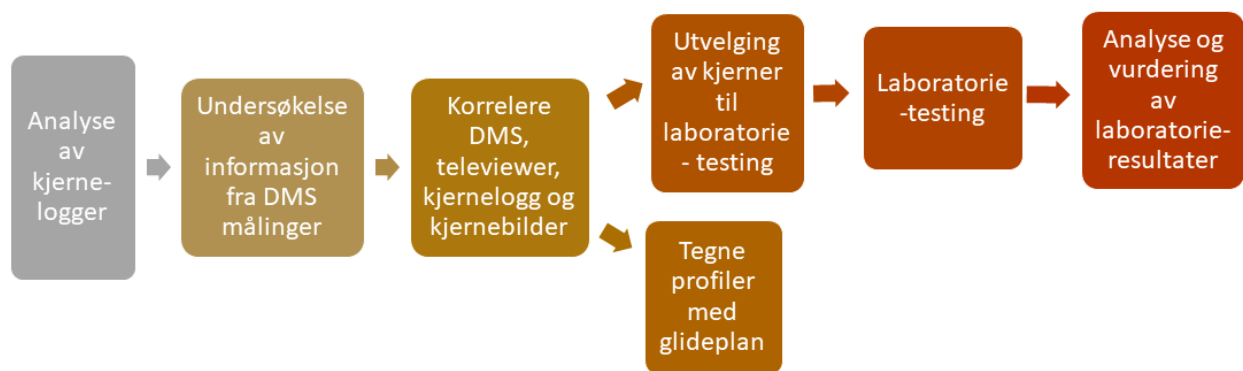 Analyse
av
kjerne-
logger
Undersøkelse
av
informasjon
fra DMS
målinger
Korrelere
DMS,
televiewer,
kjernelogg og
kjernebilder
Utvelging
av kjerner
til
laboratorie
- testing
Tegne
profiler
med
glideplan
Laboratorie
-testing
Analyse og
vurdering
av
laboratorie-
resultater